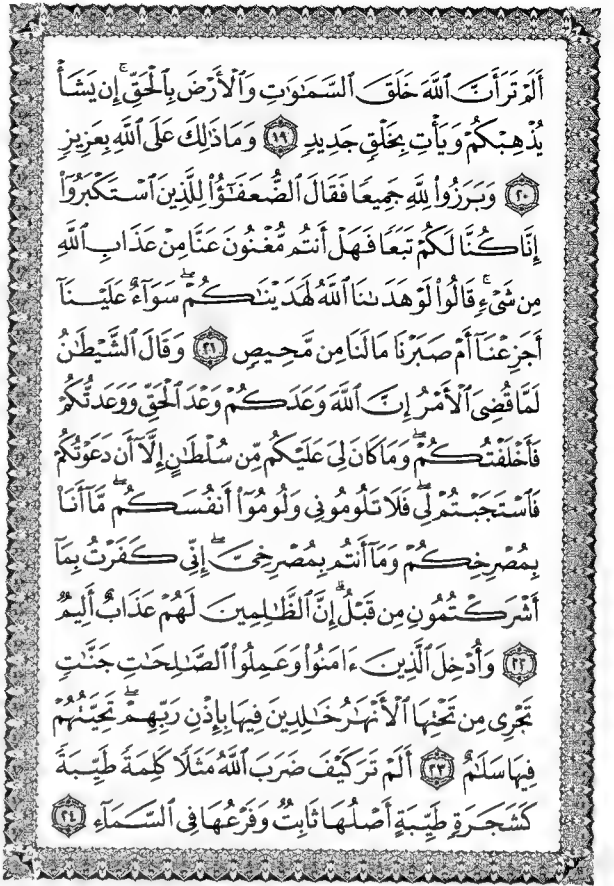 أَلَمْ تَرَ أَنَّ ٱللَّهَ خَلَقَ ٱلسَّمَٰوَٰتِ وَٱلْأَرْضَ بِٱلْحَقِّ ۚ إِن يَشَأْ
يُذْهِبْكُمْ وَيَأْتِ بِخَلْقٍ جَدِيدٍ ۝١٩ وَمَا ذَٰلِكَ عَلَى ٱللَّهِ بِعَزِيزٍ
۝٢٠ وَبَرَزُوا۟ لِلَّهِ جَمِيعًا فَقَالَ ٱلضُّعَفَٰٓؤُا۟ لِلَّذِينَ ٱسْتَكْبَرُوٓا۟
إِنَّا كُنَّا لَكُمْ تَبَعًا فَهَلْ أَنتُم مُّغْنُونَ عَنَّا مِنْ عَذَابِ ٱللَّهِ
مِن شَىْءٍ ۚ قَالُوا۟ لَوْ هَدَىٰنَا ٱللَّهُ لَهَدَيْنَٰكُمْ ۖ سَوَآءٌ عَلَيْنَآ
أَجَزِعْنَآ أَمْ صَبَرْنَا مَا لَنَا مِن مَّحِيصٍ ۝٢١ وَقَالَ ٱلشَّيْطَٰنُ
لَمَّا قُضِىَ ٱلْأَمْرُ إِنَّ ٱللَّهَ وَعَدَكُمْ وَعْدَ ٱلْحَقِّ وَوَعَدتُّكُمْ
فَأَخْلَفْتُكُمْ ۖ وَمَا كَانَ لِىَ عَلَيْكُم مِّن سُلْطَٰنٍ إِلَّآ أَن دَعَوْتُكُمْ
فَٱسْتَجَبْتُمْ لِى ۖ فَلَا تَلُومُونِى وَلُومُوٓا۟ أَنفُسَكُم ۖ مَّآ أَنَا۠
بِمُصْرِخِكُمْ وَمَآ أَنتُم بِمُصْرِخِىَّ ۖ إِنِّى كَفَرْتُ بِمَآ
أَشْرَكْتُمُونِ مِن قَبْلُ ۗ إِنَّ ٱلظَّٰلِمِينَ لَهُمْ عَذَابٌ أَلِيمٌ
۝٢٢ وَأُدْخِلَ ٱلَّذِينَ ءَامَنُوا۟ وَعَمِلُوا۟ ٱلصَّٰلِحَٰتِ جَنَّٰتٍ
تَجْرِى مِن تَحْتِهَا ٱلْأَنْهَٰرُ خَٰلِدِينَ فِيهَا بِإِذْنِ رَبِّهِمْ ۖ تَحِيَّتُهُمْ
فِيهَا سَلَٰمٌ ۝٢٣ أَلَمْ تَرَ كَيْفَ ضَرَبَ ٱللَّهُ مَثَلًا كَلِمَةً طَيِّبَةً
كَشَجَرَةٍ طَيِّبَةٍ أَصْلُهَا ثَابِتٌ وَفَرْعُهَا فِى ٱلسَّمَآءِ ۝٢٤